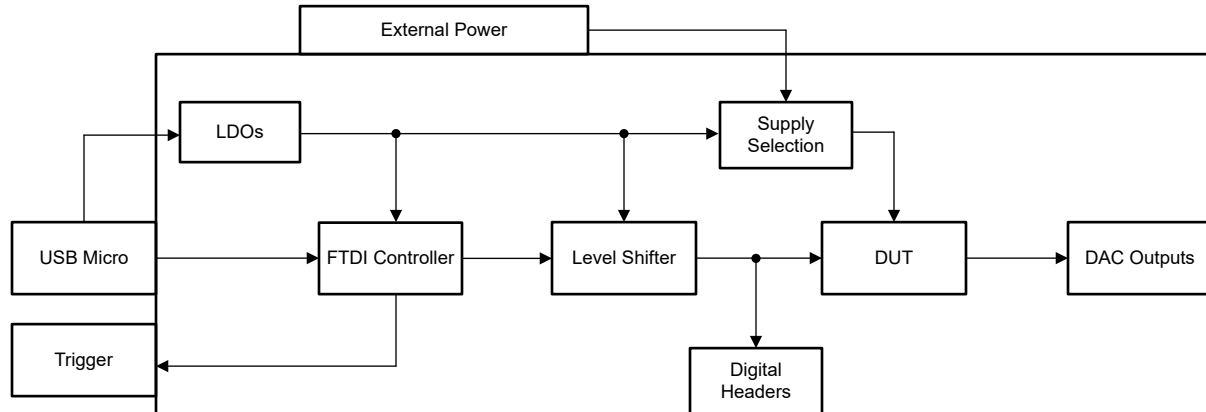 External Power
LDOs
Supply
Selection
USB Micro
FTDI Controller
Level Shifter
DUT
DAC Outputs
Trigger
Digital
Headers